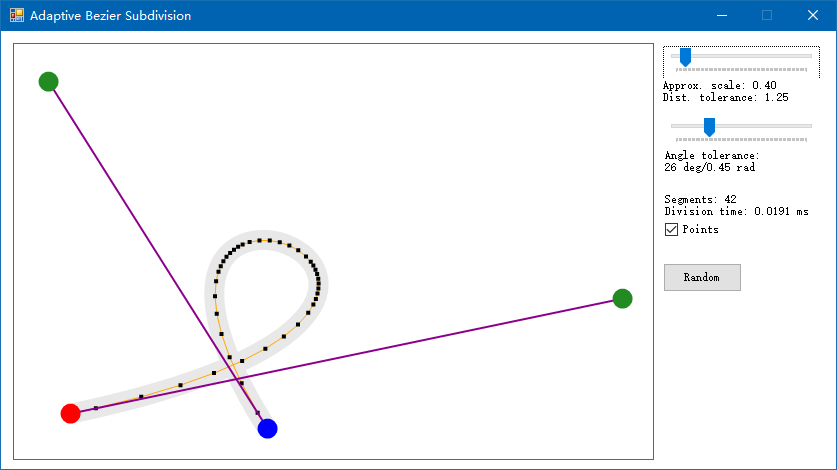 Adaptive Bezier Subdivision
Approx. scale: 0.40
Dist. tolerance: 1.25
Angle tolerance:
26 deg/0.45 rad
Segments: 42
Division time: 0.0191 ms
Points
Random